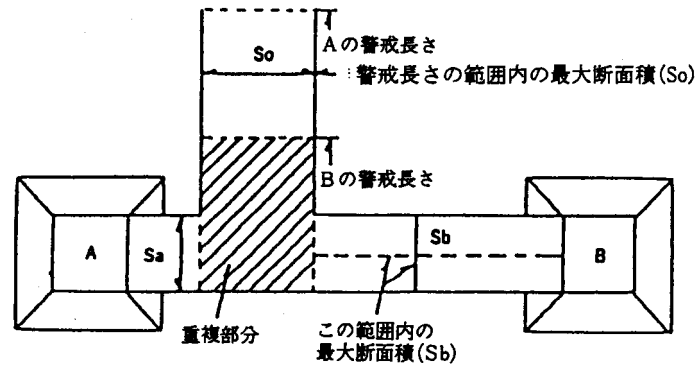 So
Aの警戒長さ
警戒長さの範囲内の最大断面積(So)
Bの警戒長さ
A
Sa
Sb
B
重複部分
この範囲内の
最大断面積(Sb)